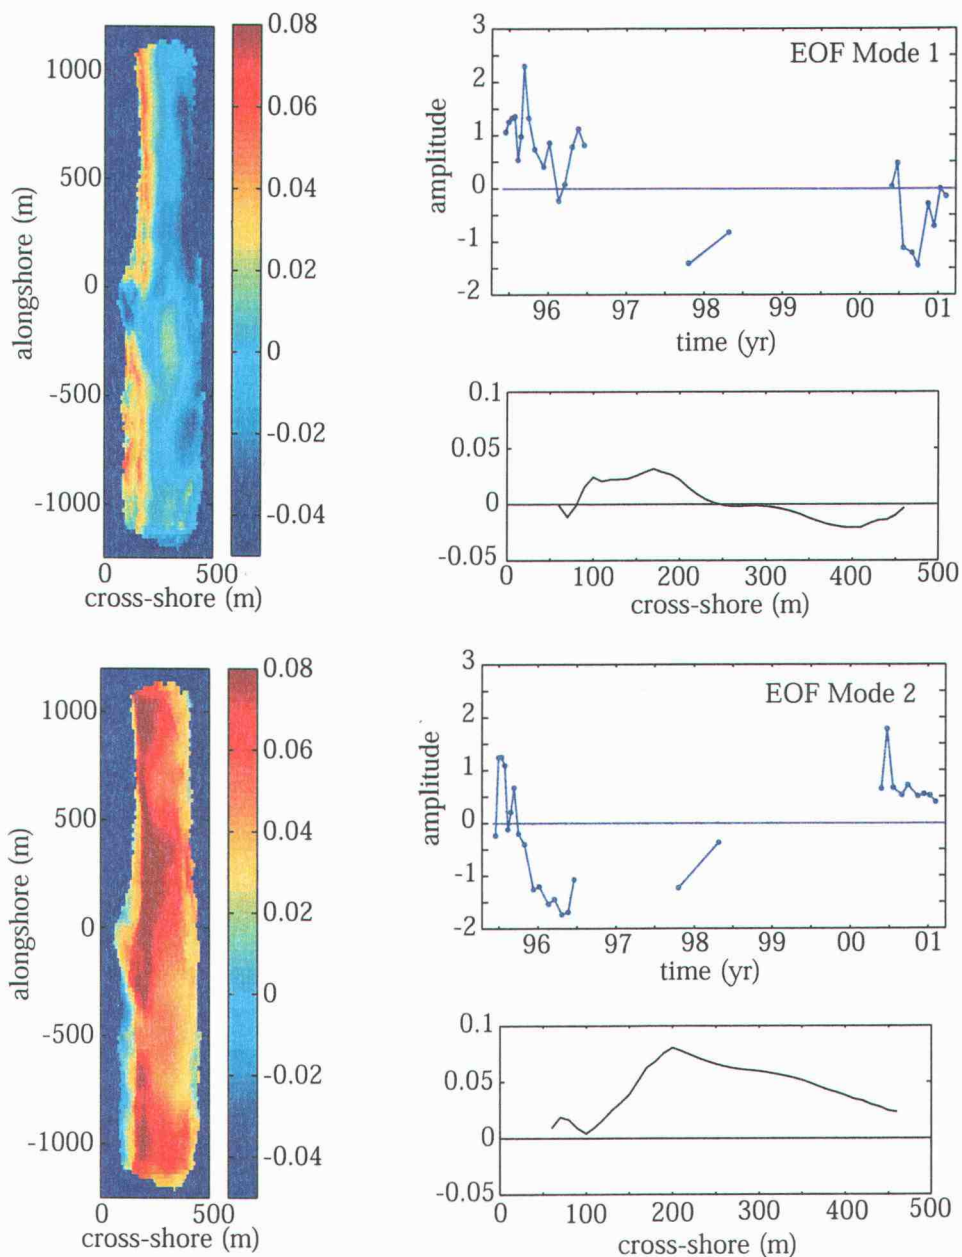 0.08
0.06
0.04
0.02
0
-0.02
-0.04
1000
500
0
-500
-1000
alongshore (m)
0 500
cross-shore (m)
EOF Mode 1
3
2
1
0
-1
-2
amplitude
96 97 98 99 00 01
time (yr)
0.1
0.05
0
-0.05
0 100 200 300 400 500
cross-shore (m)
0.08
0.06
0.04
0.02
0
-0.02
-0.04
1000
500
0
-500
-1000
alongshore (m)
0 500
cross-shore (m)
EOF Mode 2
3
2
1
0
-1
-2
amplitude
96 97 98 99 00 01
time (yr)
0.1
0.05
0
-0.05
0 100 200 300 400 500
cross-shore (m)